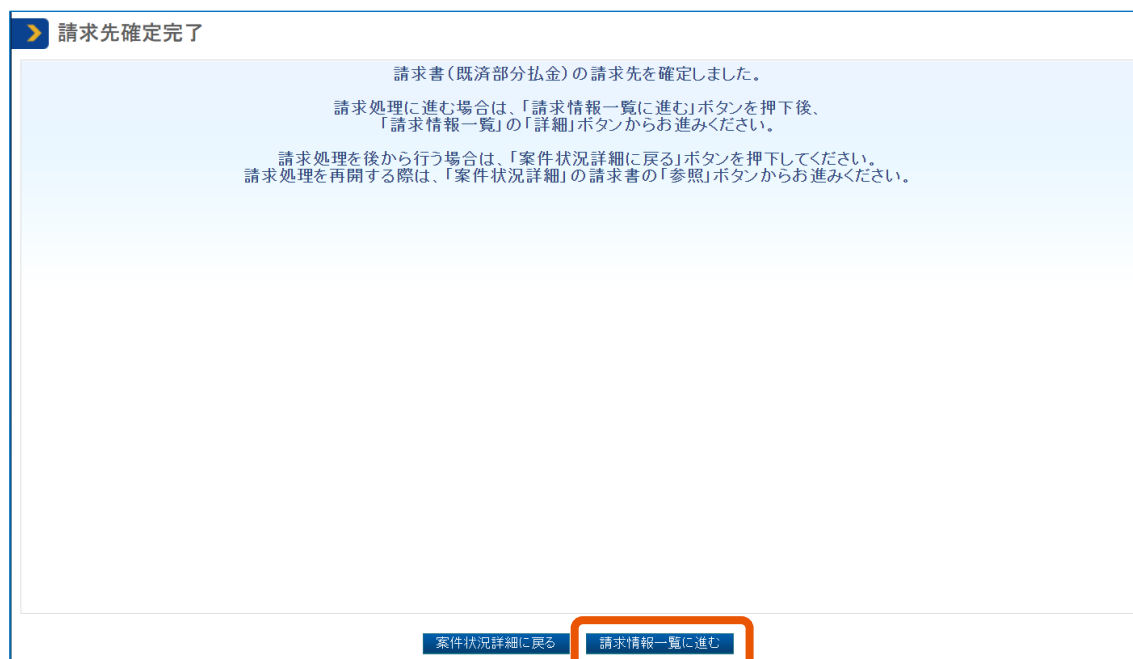 請求先確定完了
請求書(既済部分払金)の請求先を確定しました。
請求処理に進む場合は、「請求情報一覧に進む」ボタンを押下後、
「請求情報一覧」の「詳細」ボタンからお進みください。
請求処理を後から行う場合は、「案件状況詳細に戻る」ボタンを押下してください。
請求処理を再開する際は、「案件状況詳細」の請求書の「参照」ボタンからお進みください。
案件状況詳細に戻る 請求情報一覧に進む